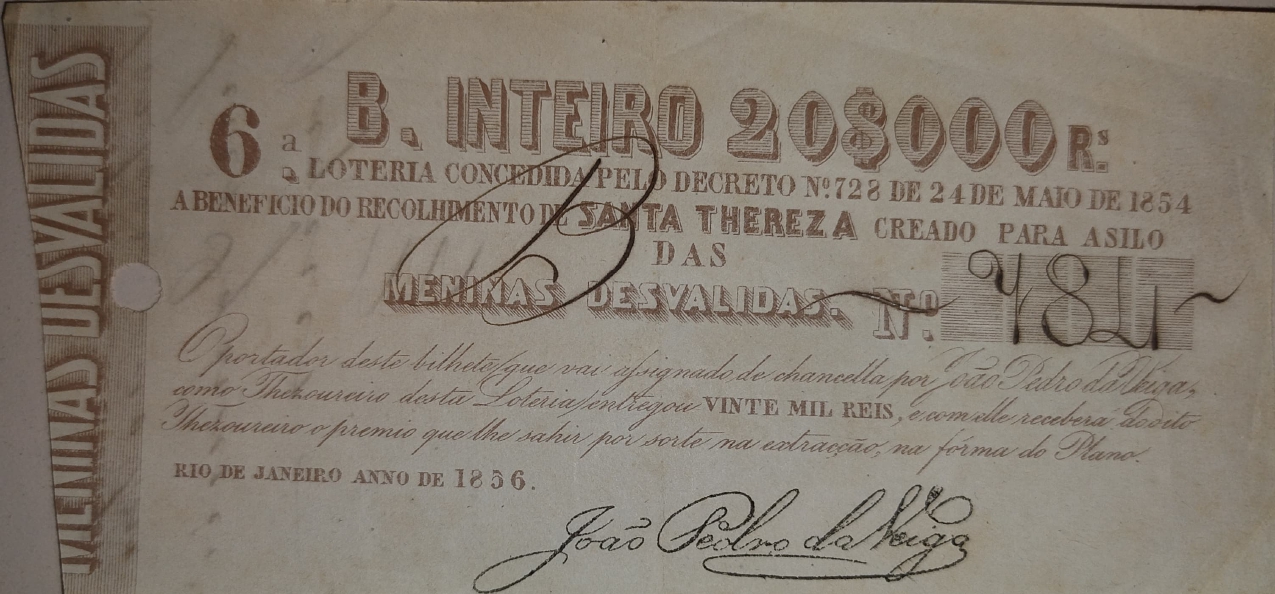 MENINAS DESVALIDAS
B. INTEIRO 20$000 Rs.
6a LOTERIA CONCEDIDA PELO DECRETO Nº. 728 DE 24 DE MAIO DE 1854
A BENEFICIO DO RECOLHIMENTO DE SANTA THEREZA CREADO PARA ASILO
DAS
MENINAS DESVALIDAS. Nº. 484
B
O portador deste bilhete (que vai assignado de chancella por João Pedro da Veiga,
como Thezoureiro desta Loteria) entregou VINTE MIL REIS, e com elle receberá do dito
Thezoureiro o premio que lhe sahir por sorte na extracção, na fórma do Plano.
RIO DE JANEIRO ANNO DE 1856.
João Pedro da Veiga